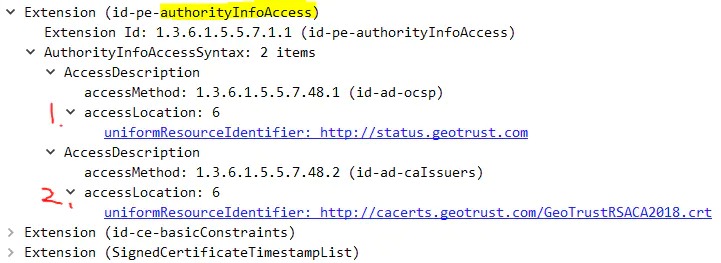 Extension (id-pe-authorityInfoAccess)
Extension Id: 1.3.6.1.5.5.7.1.1 (id-pe-authorityInfoAccess)
AuthorityInfoAccessSyntax: 2 items
AccessDescription
accessMethod: 1.3.6.1.5.5.7.48.1 (id-ad-ocsp)
1. accessLocation: 6
uniformResourceIdentifier: http://status.geotrust.com
AccessDescription
accessMethod: 1.3.6.1.5.5.7.48.2 (id-ad-caIssuers)
2. accessLocation: 6
uniformResourceIdentifier: http://cacerts.geotrust.com/GeoTrustRSACA2018.crt
Extension (id-ce-basicConstraints)
Extension (SignedCertificateTimestampList)